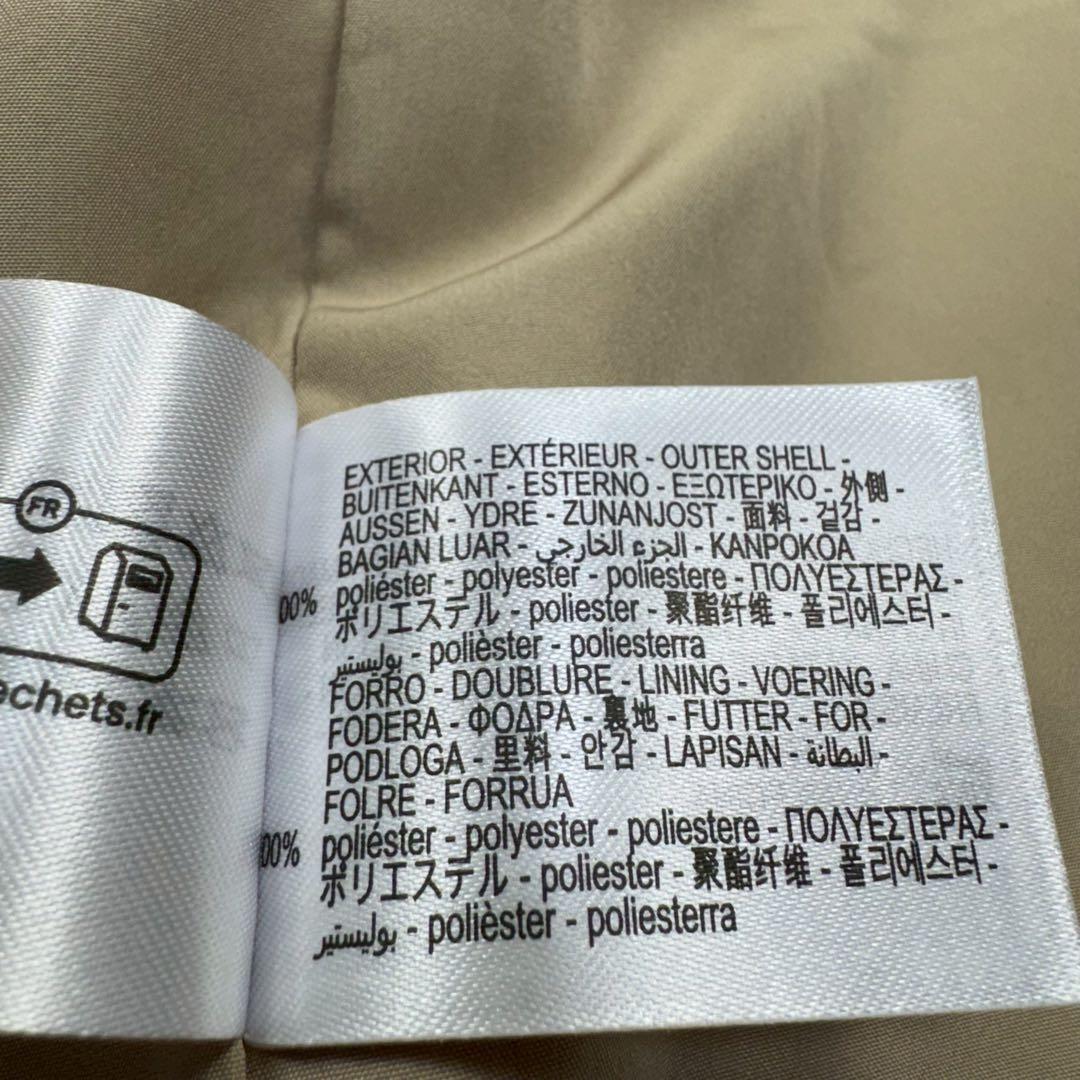 FR
echets.fr
EXTERIOR - EXTÉRIEUR - OUTER SHELL -
BUITENKANT - ESTERNO - ΕΞΩΤΕΡΙΚΟ - 外側 -
AUSSEN - YDRE - ZUNANJOST - 面料 - 겉감 -
BAGIAN LUAR - الجزء الخارجي - KANPOKOA
00% poliéster - polyester - poliestere - ΠΟΛΥΕΣΤΕΡΑΣ -
ポリエステル - poliester - 聚酯纤维 - 폴리에스터 -
بوليستير - polièster - poliesterra
FORRO - DOUBLURE - LINING - VOERING -
FODERA - ΦΟΔΡΑ - 裏地 - FUTTER - FOR -
PODLOGA - 里料 - 안감 - LAPISAN - البطانة -
FOLRE - FORRUA
00% poliéster - polyester - poliestere - ΠΟΛΥΕΣΤΕΡΑΣ -
ポリエステル - poliester - 聚酯纤维 - 폴리에스터 -
بوليستير - polièster - poliesterra